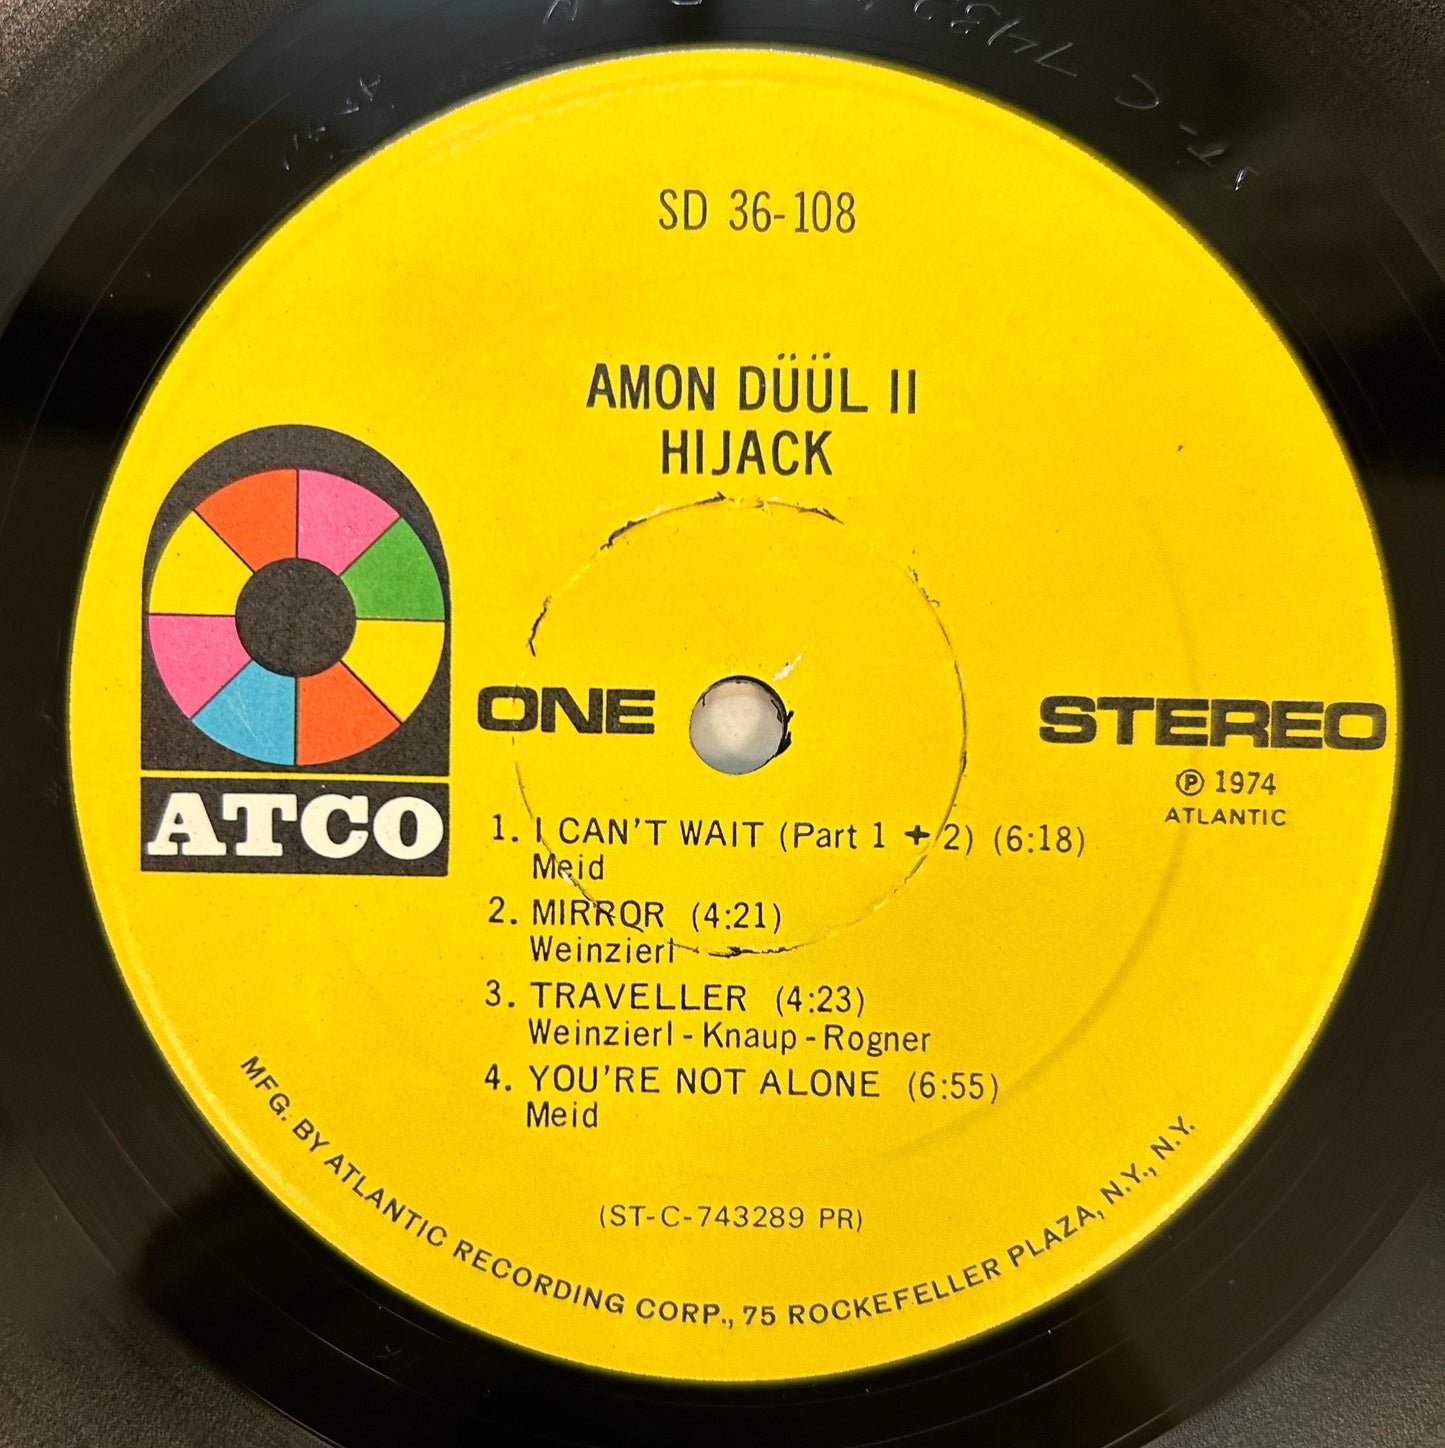 SD 36-108
AMON DÜÜL II
HIJACK
ATCO
ONE
STEREO
℗ 1974
ATLANTIC
1. I CAN'T WAIT (Part 1 + 2) (6:18)
Meid
2. MIRROR (4:21)
Weinzierl
3. TRAVELLER (4:23)
Weinzierl - Knaup - Rogner
4. YOU'RE NOT ALONE (6:55)
Meid
(ST-C-743289 PR)
MFG. BY ATLANTIC RECORDING CORP., 75 ROCKEFELLER PLAZA, N.Y., N.Y.